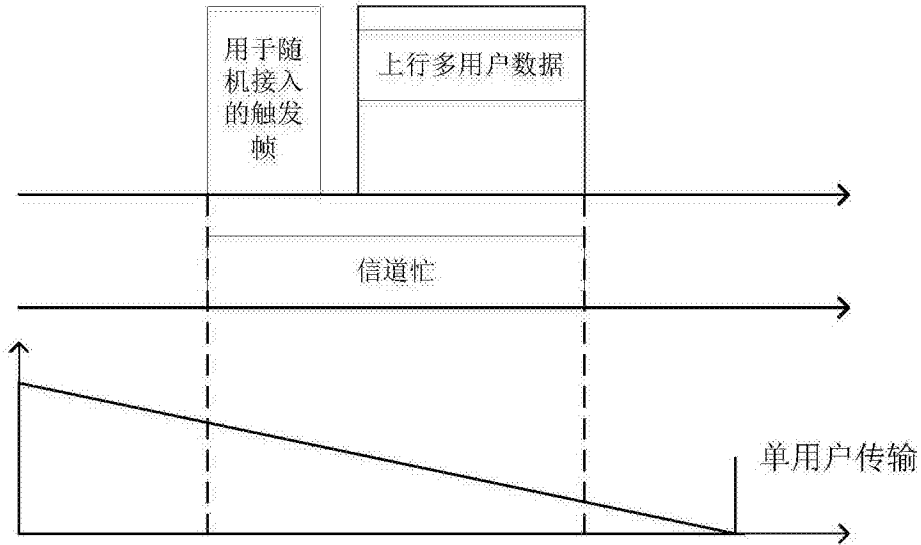 用于随
机接入
的触发
帧
上行多用户数据
信道忙
单用户传输